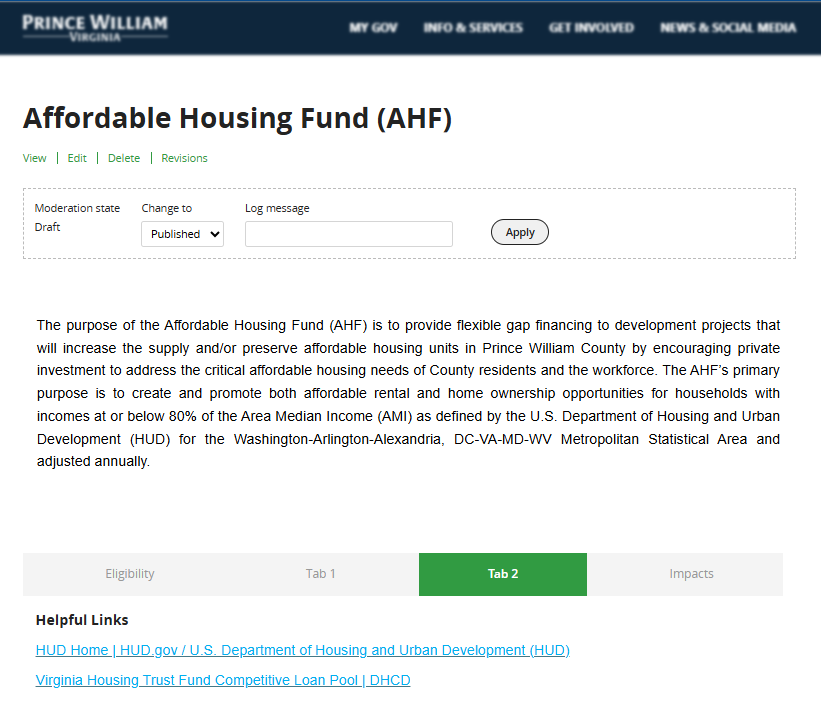 PRINCE WILLIAM
VIRGINIA
MY GOV INFO & SERVICES GET INVOLVED NEWS & SOCIAL MEDIA
Affordable Housing Fund (AHF)
View | Edit | Delete | Revisions
Moderation state Change to Log message
Draft Published Apply
The purpose of the Affordable Housing Fund (AHF) is to provide flexible gap financing to development projects that
will increase the supply and/or preserve affordable housing units in Prince William County by encouraging private
investment to address the critical affordable housing needs of County residents and the workforce. The AHF's primary
purpose is to create and promote both affordable rental and home ownership opportunities for households with
incomes at or below 80% of the Area Median Income (AMI) as defined by the U.S. Department of Housing and Urban
Development (HUD) for the Washington-Arlington-Alexandria, DC-VA-MD-WV Metropolitan Statistical Area and
adjusted annually.
Eligibility Tab 1 Tab 2 Impacts
Helpful Links
HUD Home | HUD.gov / U.S. Department of Housing and Urban Development (HUD)
Virginia Housing Trust Fund Competitive Loan Pool | DHCD